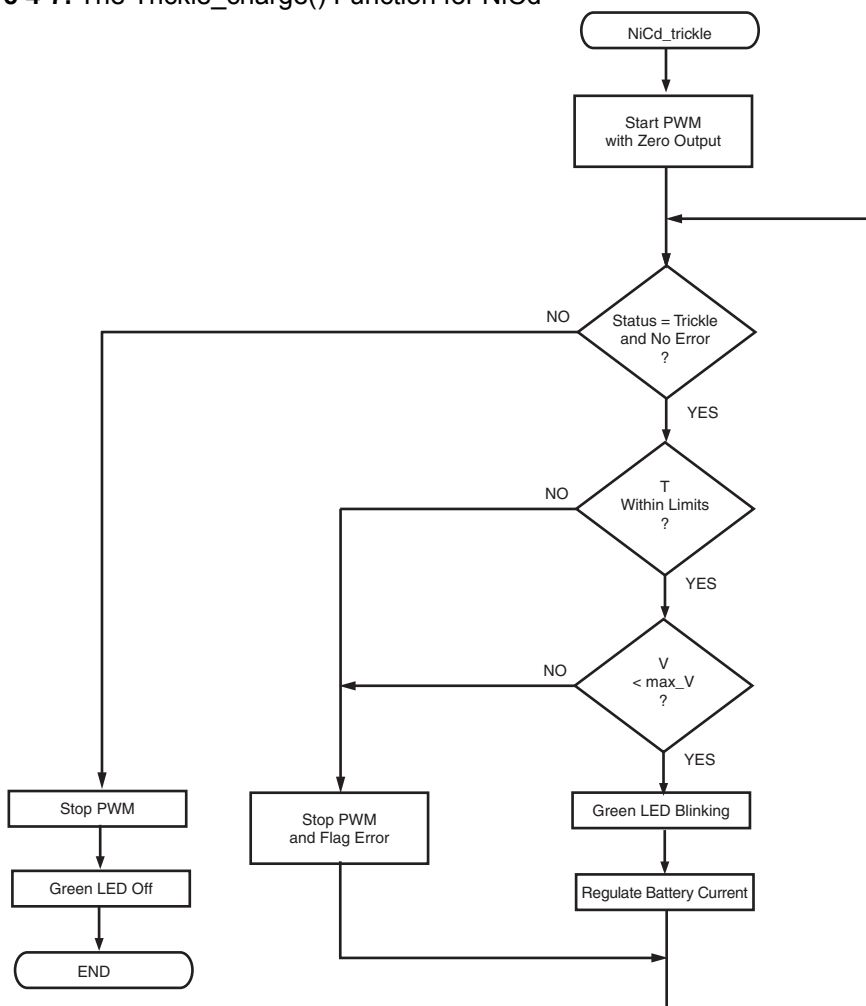 4-7. The Trickle_charge() Function for NiCd
NiCd_trickle
Start PWM
with Zero Output
NO
Status = Trickle
and No Error
?
YES
NO
T
Within Limits
?
YES
NO
V
< max_V
?
YES
Stop PWM
Stop PWM
and Flag Error
Green LED Blinking
Green LED Off
Regulate Battery Current
END